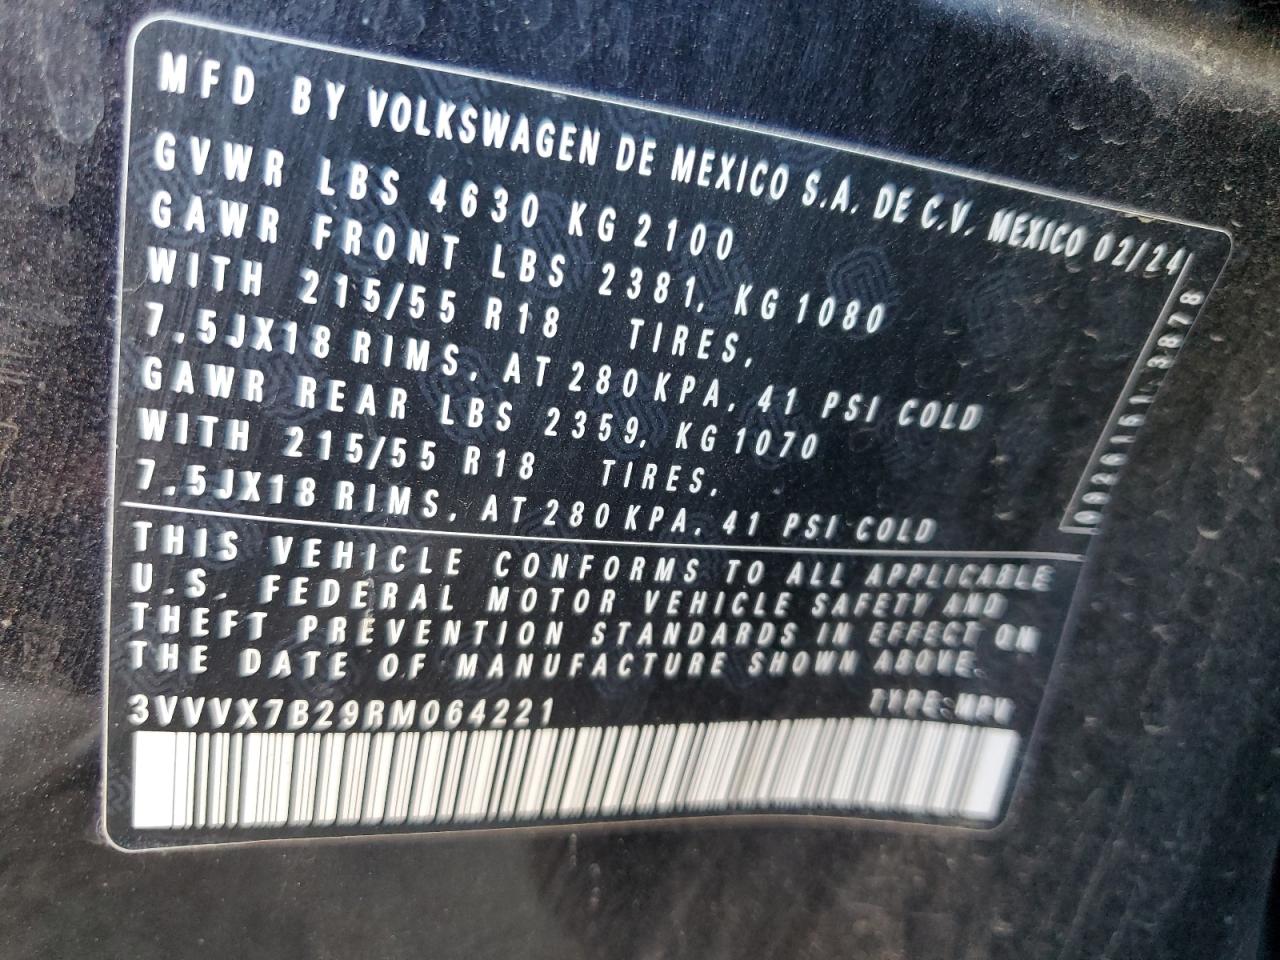 MFD BY VOLKSWAGEN DE MEXICO S.A. DE C.V. MEXICO 02/24
GVWR LBS 4630 KG 2100
GAWR FRONT LBS 2381, KG 1080
WITH 215/55 R18 TIRES,
7.5JX18 RIMS, AT 280 KPA, 41 PSI COLD
GAWR REAR LBS 2359, KG 1070
WITH 215/55 R18 TIRES,
7.5JX18 RIMS, AT 280 KPA, 41 PSI COLD
THIS VEHICLE CONFORMS TO ALL APPLICABLE
U.S. FEDERAL MOTOR VEHICLE SAFETY AND
THEFT PREVENTION STANDARDS IN EFFECT ON
THE DATE OF MANUFACTURE SHOWN ABOVE.
3VVVX7B29RM064221
TYPE:MPV